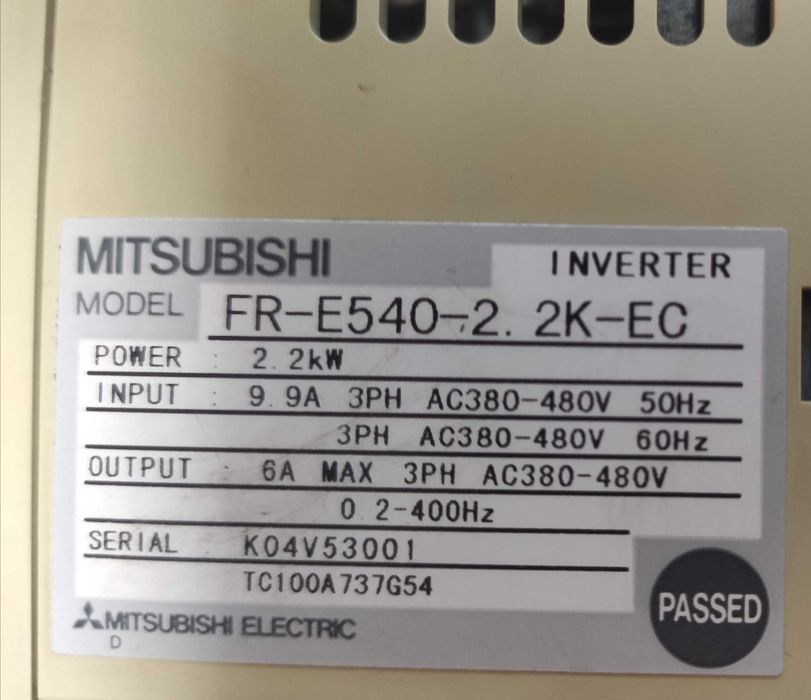 MITSUBISHI INVERTER
MODEL FR-E540-2.2K-EC
POWER : 2.2kW
INPUT : 9.9A 3PH AC380-480V 50Hz
3PH AC380-480V 60Hz
OUTPUT : 6A MAX 3PH AC380-480V
0.2-400Hz
SERIAL : K04V53001
TC100A737G54
PASSED
MITSUBISHI ELECTRIC
D